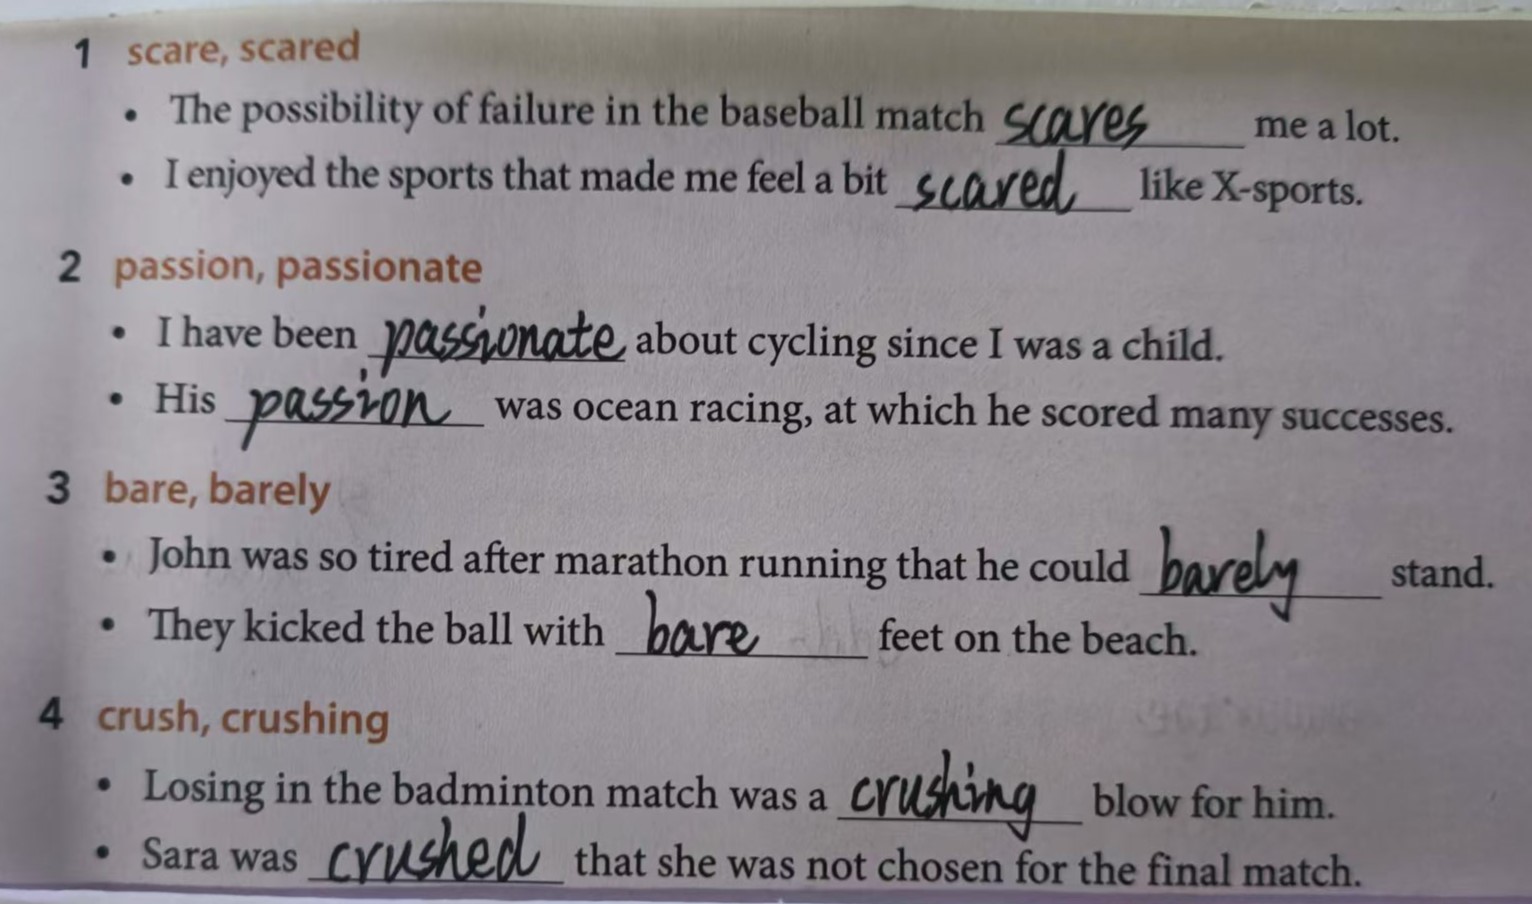 1 scare, scared
• The possibility of failure in the baseball match scares me a lot.
• I enjoyed the sports that made me feel a bit scared like X-sports.
2 passion, passionate
• I have been passionate about cycling since I was a child.
• His passion was ocean racing, at which he scored many successes.
3 bare, barely
• John was so tired after marathon running that he could barely stand.
• They kicked the ball with bare feet on the beach.
4 crush, crushing
• Losing in the badminton match was a crushing blow for him.
• Sara was crushed that she was not chosen for the final match.